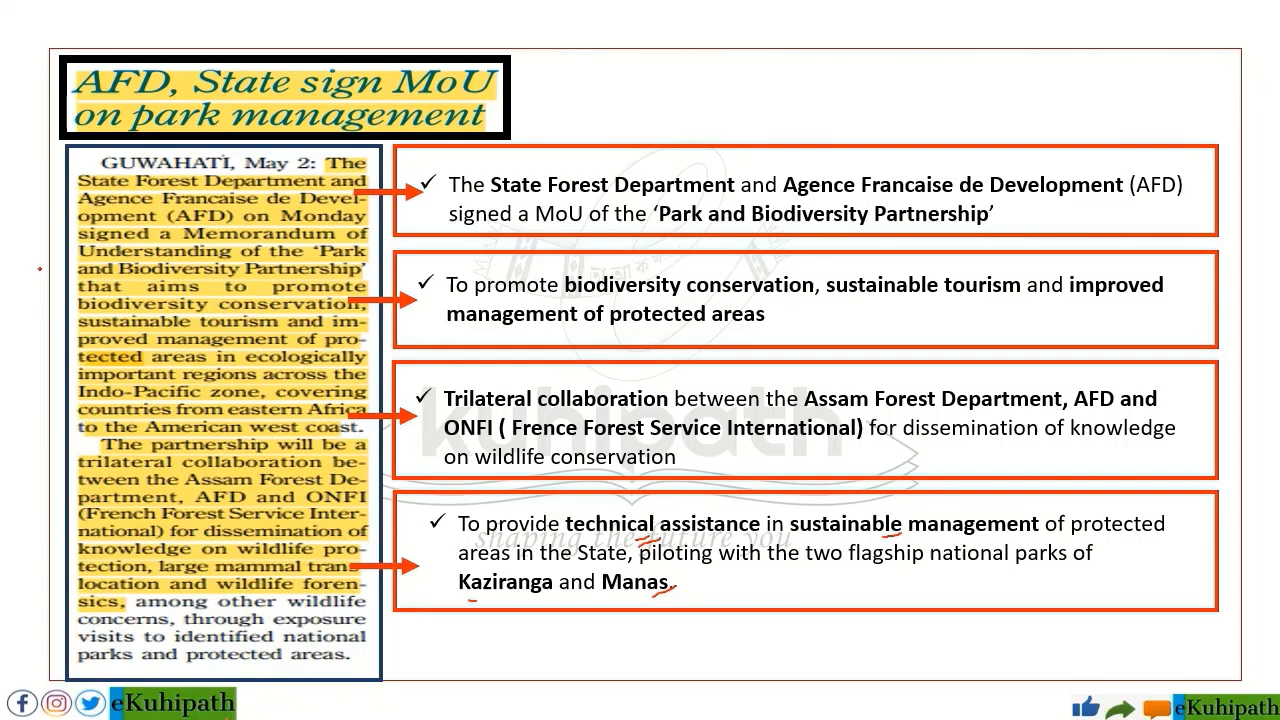 AFD, State sign MoU
on park management
GUWAHATI, May 2: The
State Forest Department and
Agence Francaise de Devel-
opment (AFD) on Monday
signed a Memorandum of
Understanding of the ‘Park
and Biodiversity Partnership’
that aims to promote
biodiversity conservation,
sustainable tourism and im-
proved management of pro-
tected areas in ecologically
important regions across the
Indo-Pacific zone, covering
countries from eastern Africa
to the American west coast.
The partnership will be a
trilateral collaboration be-
tween the Assam Forest De-
partment, AFD and ONFI
(French Forest Service Inter-
national) for dissemination of
knowledge on wildlife pro-
tection, large mammal trans-
location and wildlife foren-
sics, among other wildlife
concerns, through exposure
visits to identified national
parks and protected areas.
✓ The State Forest Department and Agence Francaise de Development (AFD)
signed a MoU of the ‘Park and Biodiversity Partnership’
✓ To promote biodiversity conservation, sustainable tourism and improved
management of protected areas
✓ Trilateral collaboration between the Assam Forest Department, AFD and
ONFI ( Frence Forest Service International) for dissemination of knowledge
on wildlife conservation
✓ To provide technical assistance in sustainable management of protected
areas in the State, piloting with the two flagship national parks of
Kaziranga and Manas.
kuhipath
shaping the future you
eKuhipath
eKuhipath